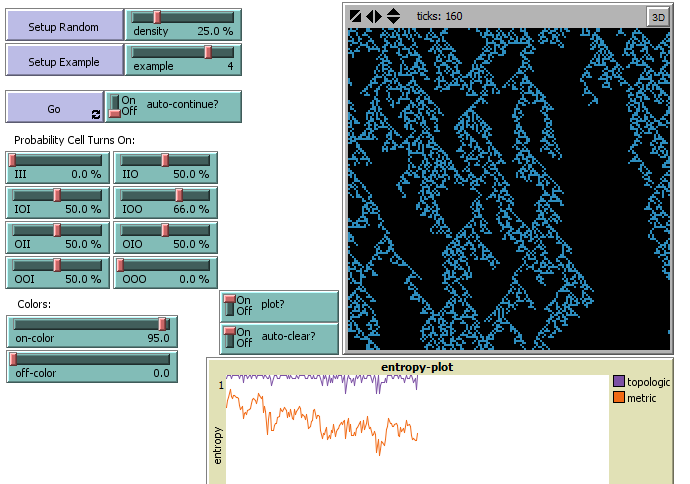 Setup Random
density 25.0 %
Setup Example
example 4
Go
On
Off
auto-continue?
Probability Cell Turns On:
III 0.0 %
IIO 50.0 %
IOI 50.0 %
IOO 66.0 %
OII 50.0 %
OIO 50.0 %
OOI 50.0 %
OOO 0.0 %
Colors:
on-color 95.0
off-color 0.0
On
Off
plot?
On
Off
auto-clear?
ticks: 160
3D
entropy-plot
1
entropy
topologic
metric